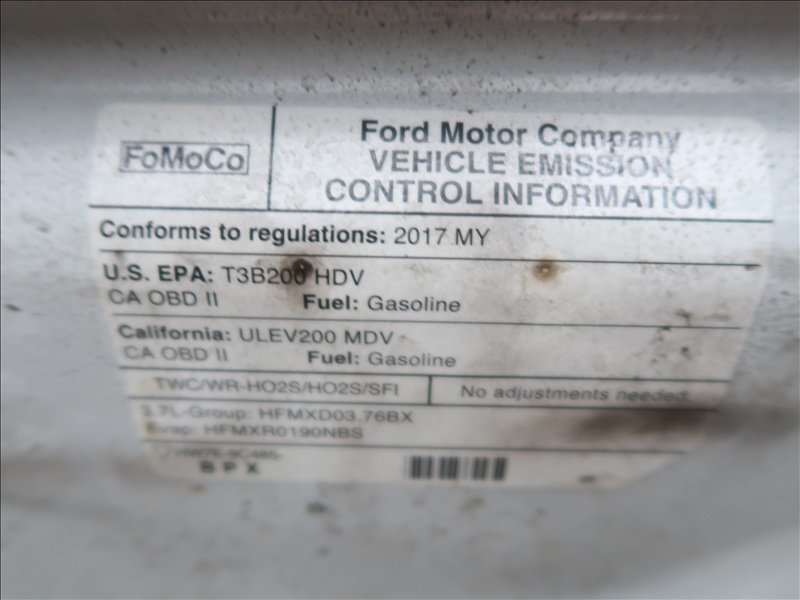 FoMoCo
Ford Motor Company
VEHICLE EMISSION
CONTROL INFORMATION
Conforms to regulations: 2017 MY
U.S. EPA: T3B200 HDV
CA OBD II Fuel: Gasoline
California: ULEV200 MDV
CA OBD II Fuel: Gasoline
TWC/WR-HO2S/HO2S/SFI No adjustments needed.
3.7L-Group: HFMXD03.76BX
Evap: HFMXR0190NBS
BPX